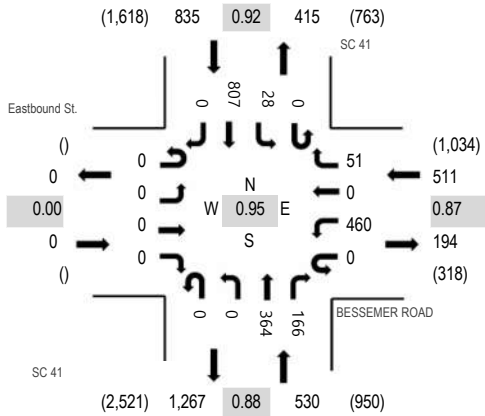 (1,618) 835 0.92 415 (763)
SC 41
Eastbound St.
0 807 28 0
() 0 51 (1,034)
0 0 0 511
0.00 0 W N 0.95 S E 460 0.87
0 0 0 194
() (318)
0 0 364 166
BESSEMER ROAD
SC 41
(2,521) 1,267 0.88 530 (950)